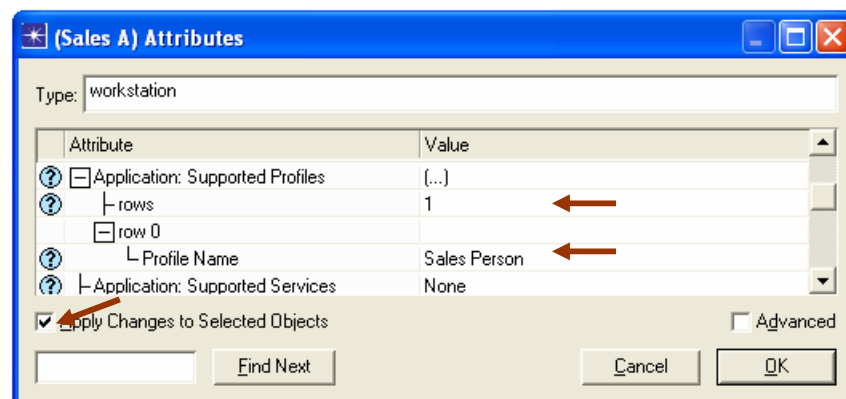 (Sales A) Attributes
Type: workstation
Attribute Value
Application: Supported Profiles (...)
rows 1
row 0
Profile Name Sales Person
Application: Supported Services None
Apply Changes to Selected Objects Advanced
Find Next Cancel OK